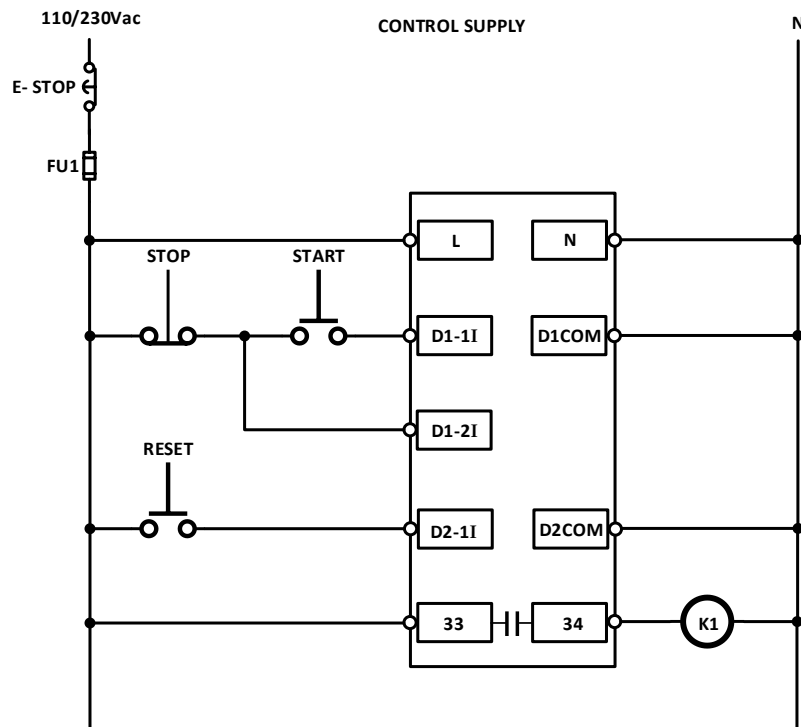 110/230Vac
CONTROL SUPPLY
N
E- STOP
FU1
L
N
STOP
START
D1-1I
D1COM
D1-2I
RESET
D2-1I
D2COM
33
34
K1